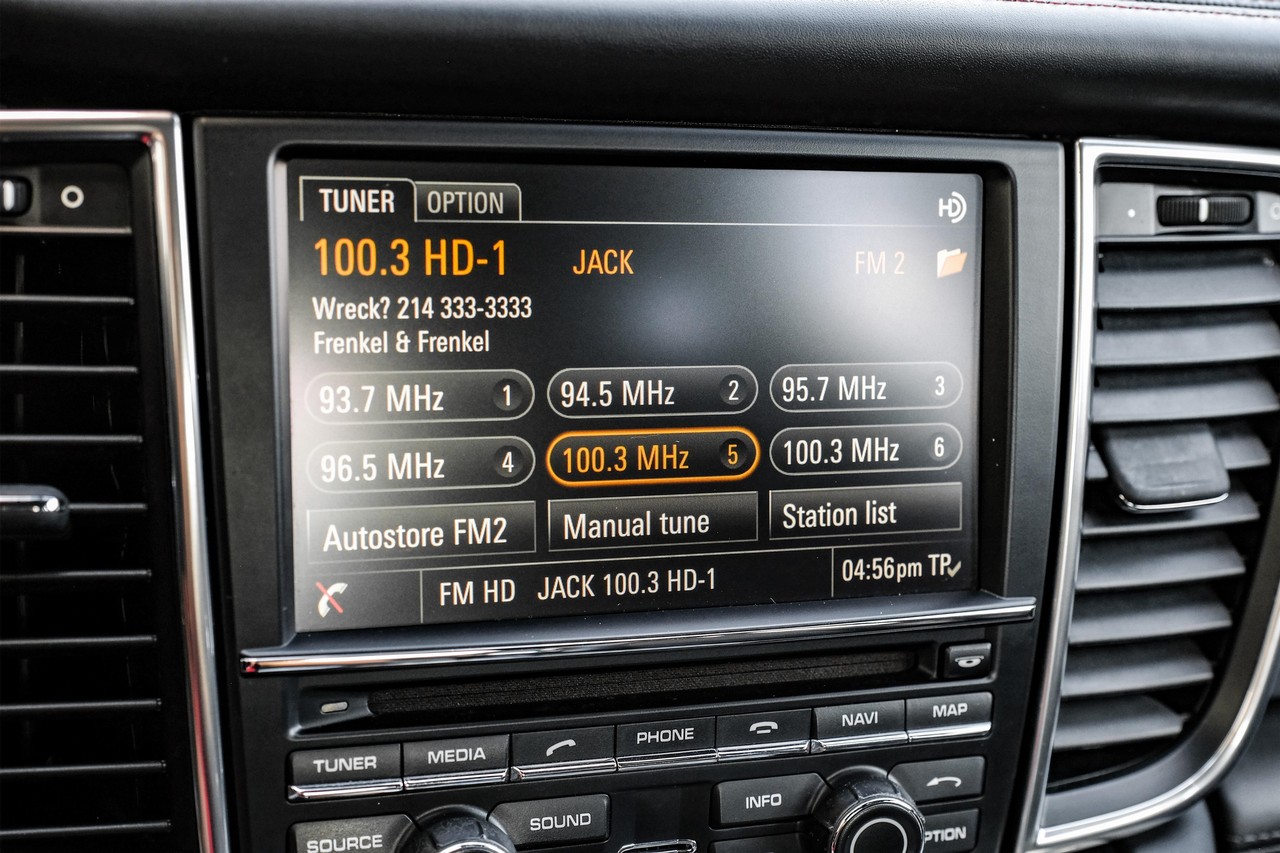 TUNER OPTION HD
100.3 HD-1 JACK FM 2
Wreck? 214 333-3333
Frenkel & Frenkel
93.7 MHz 1 94.5 MHz 2 95.7 MHz 3
96.5 MHz 4 100.3 MHz 5 100.3 MHz 6
Autostore FM2 Manual tune Station list
FM HD JACK 100.3 HD-1 04:56pm TP
TUNER MEDIA PHONE NAVI MAP
SOURCE SOUND INFO PTION